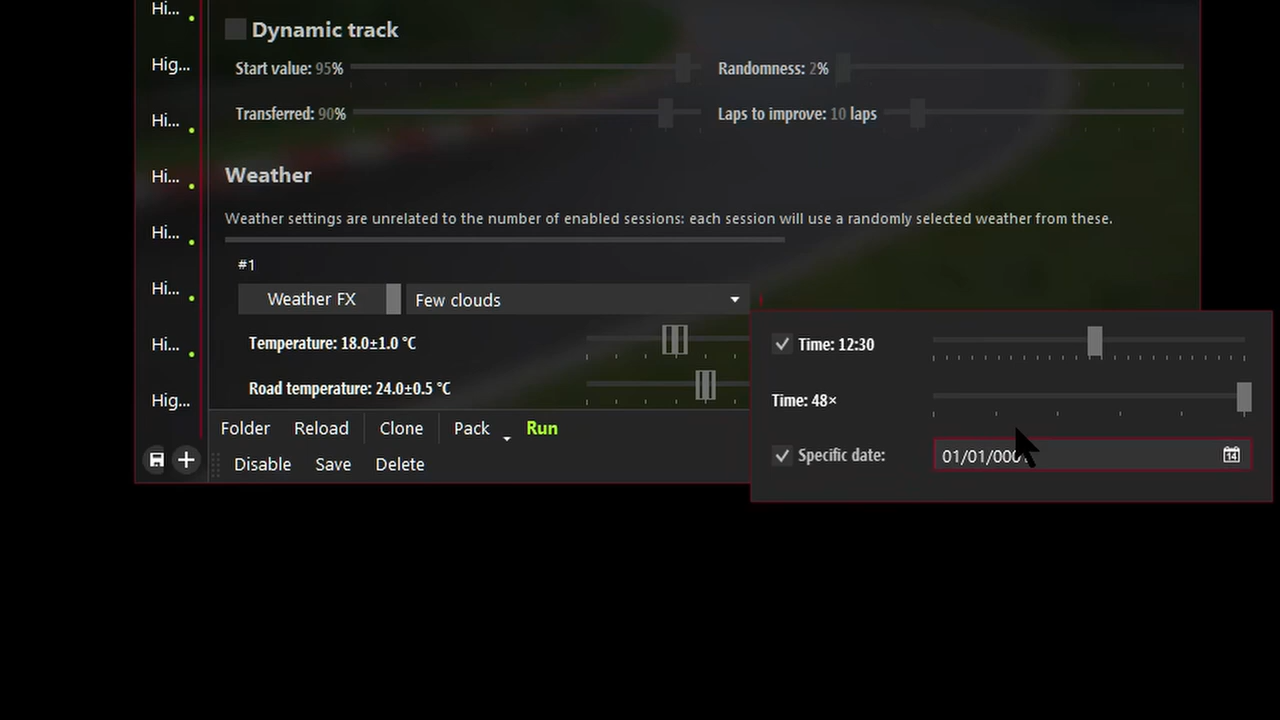 Hi...
Hig...
Hi...
Hi...
Hi...
Hi...
Hi...
Hig...
Dynamic track
Start value: 95%
Randomness: 2%
Transferred: 90%
Laps to improve: 10 laps
Weather
Weather settings are unrelated to the number of enabled sessions: each session will use a randomly selected weather from these.
#1
Weather FX
Few clouds
Temperature: 18.0±1.0 °C
Road temperature: 24.0±0.5 °C
Time: 12:30
Time: 48×
Specific date:
14
Folder
Reload
Clone
Pack
Run
Disable
Save
Delete